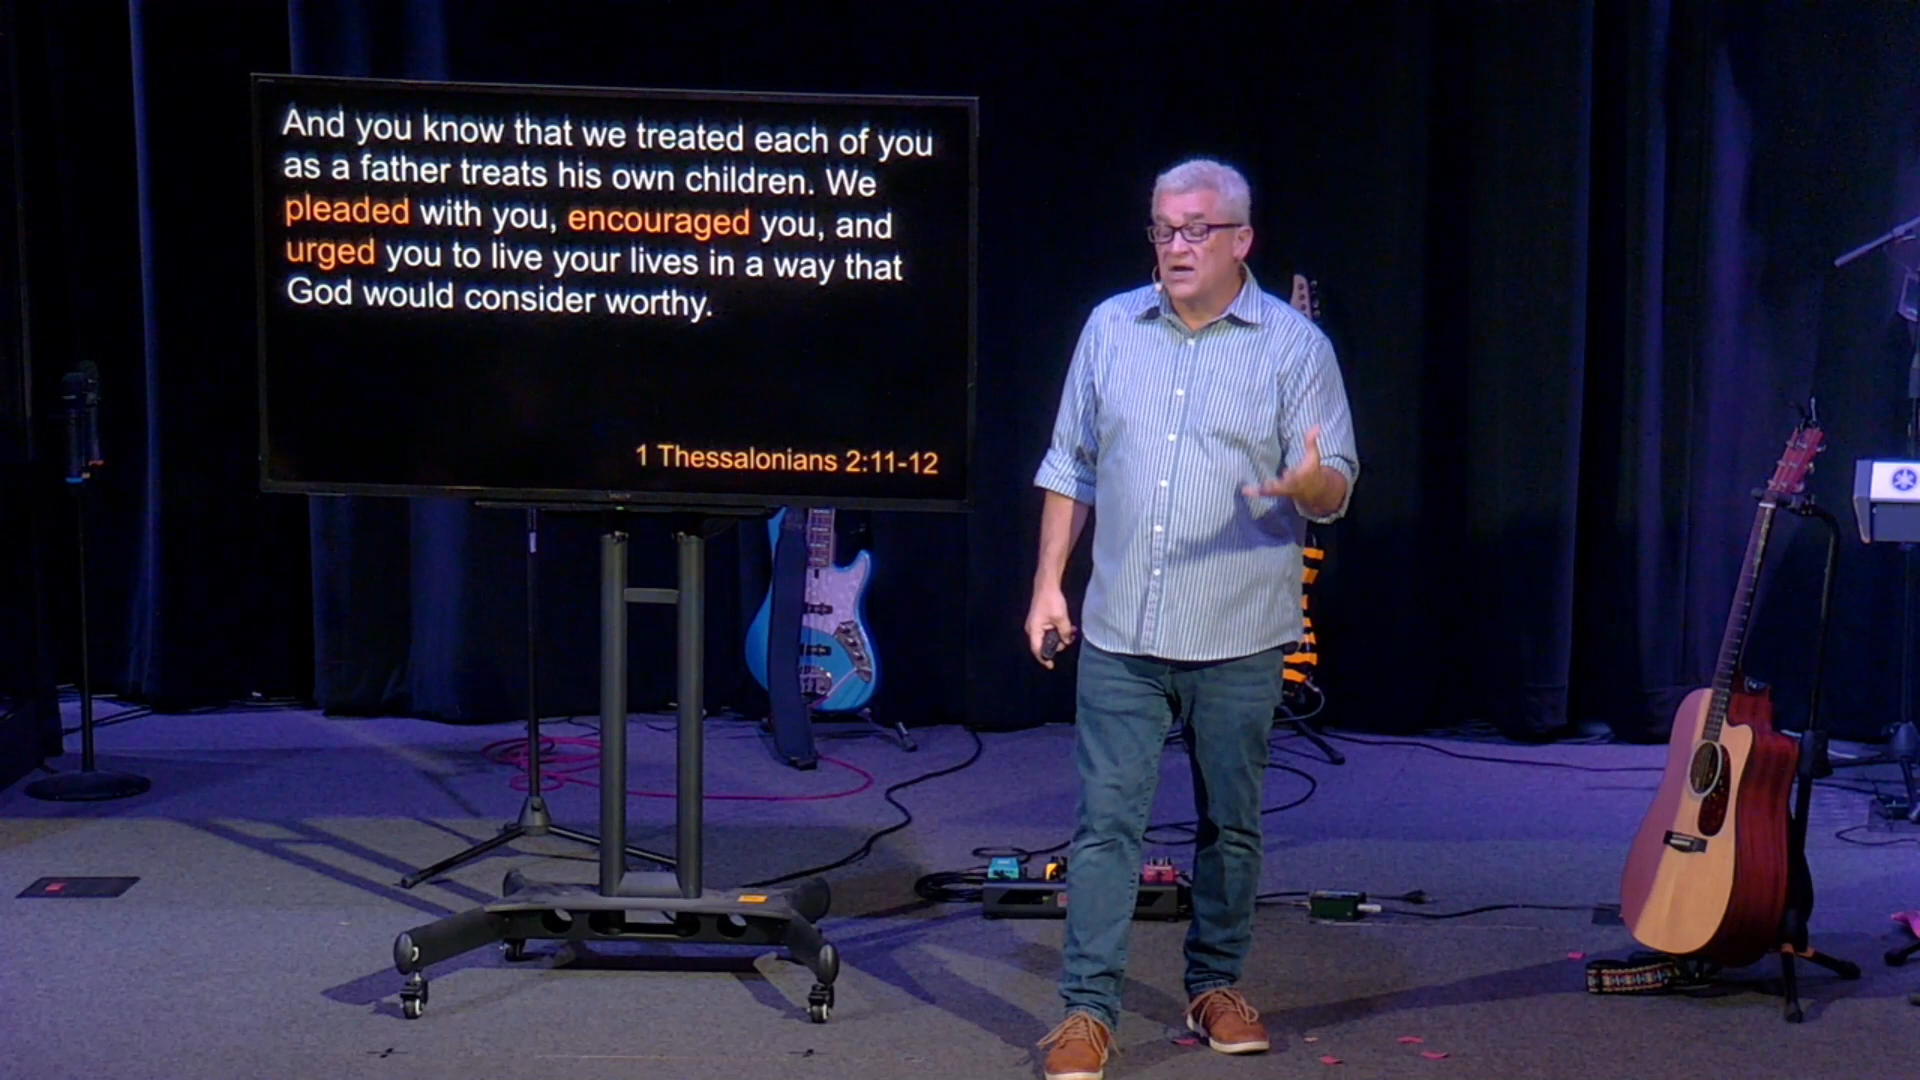 And you know that we treated each of you
as a father treats his own children. We
pleaded with you, encouraged you, and
urged you to live your lives in a way that
God would consider worthy.
1 Thessalonians 2:11-12